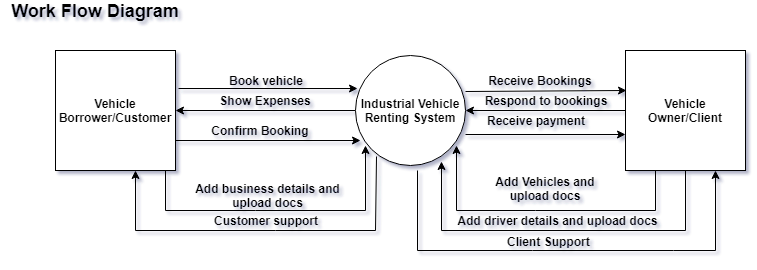 Work Flow Diagram
Vehicle
Borrower/Customer
Book vehicle
Show Expenses
Confirm Booking
Add business details and
upload docs
Customer support
Industrial Vehicle
Renting System
Receive Bookings
Respond to bookings
Receive payment
Add Vehicles and
upload docs
Add driver details and upload docs
Client Support
Vehicle
Owner/Client